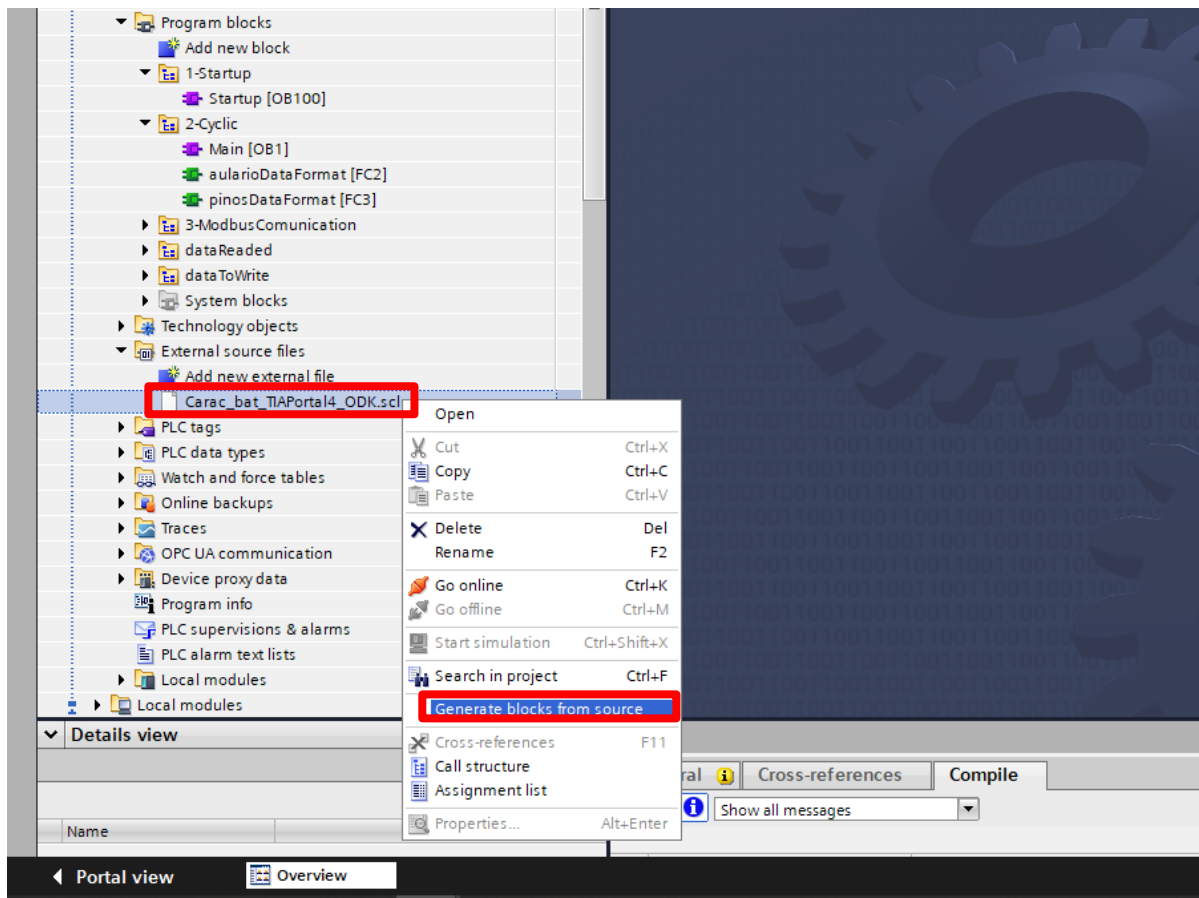 Program blocks
Add new block
1-Startup
Startup [OB100]
2-Cyclic
Main [OB1]
aularioDataFormat [FC2]
pinosDataFormat [FC3]
3-ModbusComunication
dataReaded
dataToWrite
System blocks
Technology objects
External source files
Add new external file
Carac_bat_TIAPortal4_ODK.scl
PLC tags
PLC data types
Watch and force tables
Online backups
Traces
OPC UA communication
Device proxy data
Program info
PLC supervisions & alarms
PLC alarm text lists
Local modules
Local modules
Open
Cut Ctrl+X
Copy Ctrl+C
Paste Ctrl+V
Delete Del
Rename F2
Go online Ctrl+K
Go offline Ctrl+M
Start simulation Ctrl+Shift+X
Search in project Ctrl+F
Generate blocks from source
Cross-references F11
Call structure
Assignment list
Properties... Alt+Enter
Details view
Name
ral Cross-references Compile
Show all messages
Portal view Overview